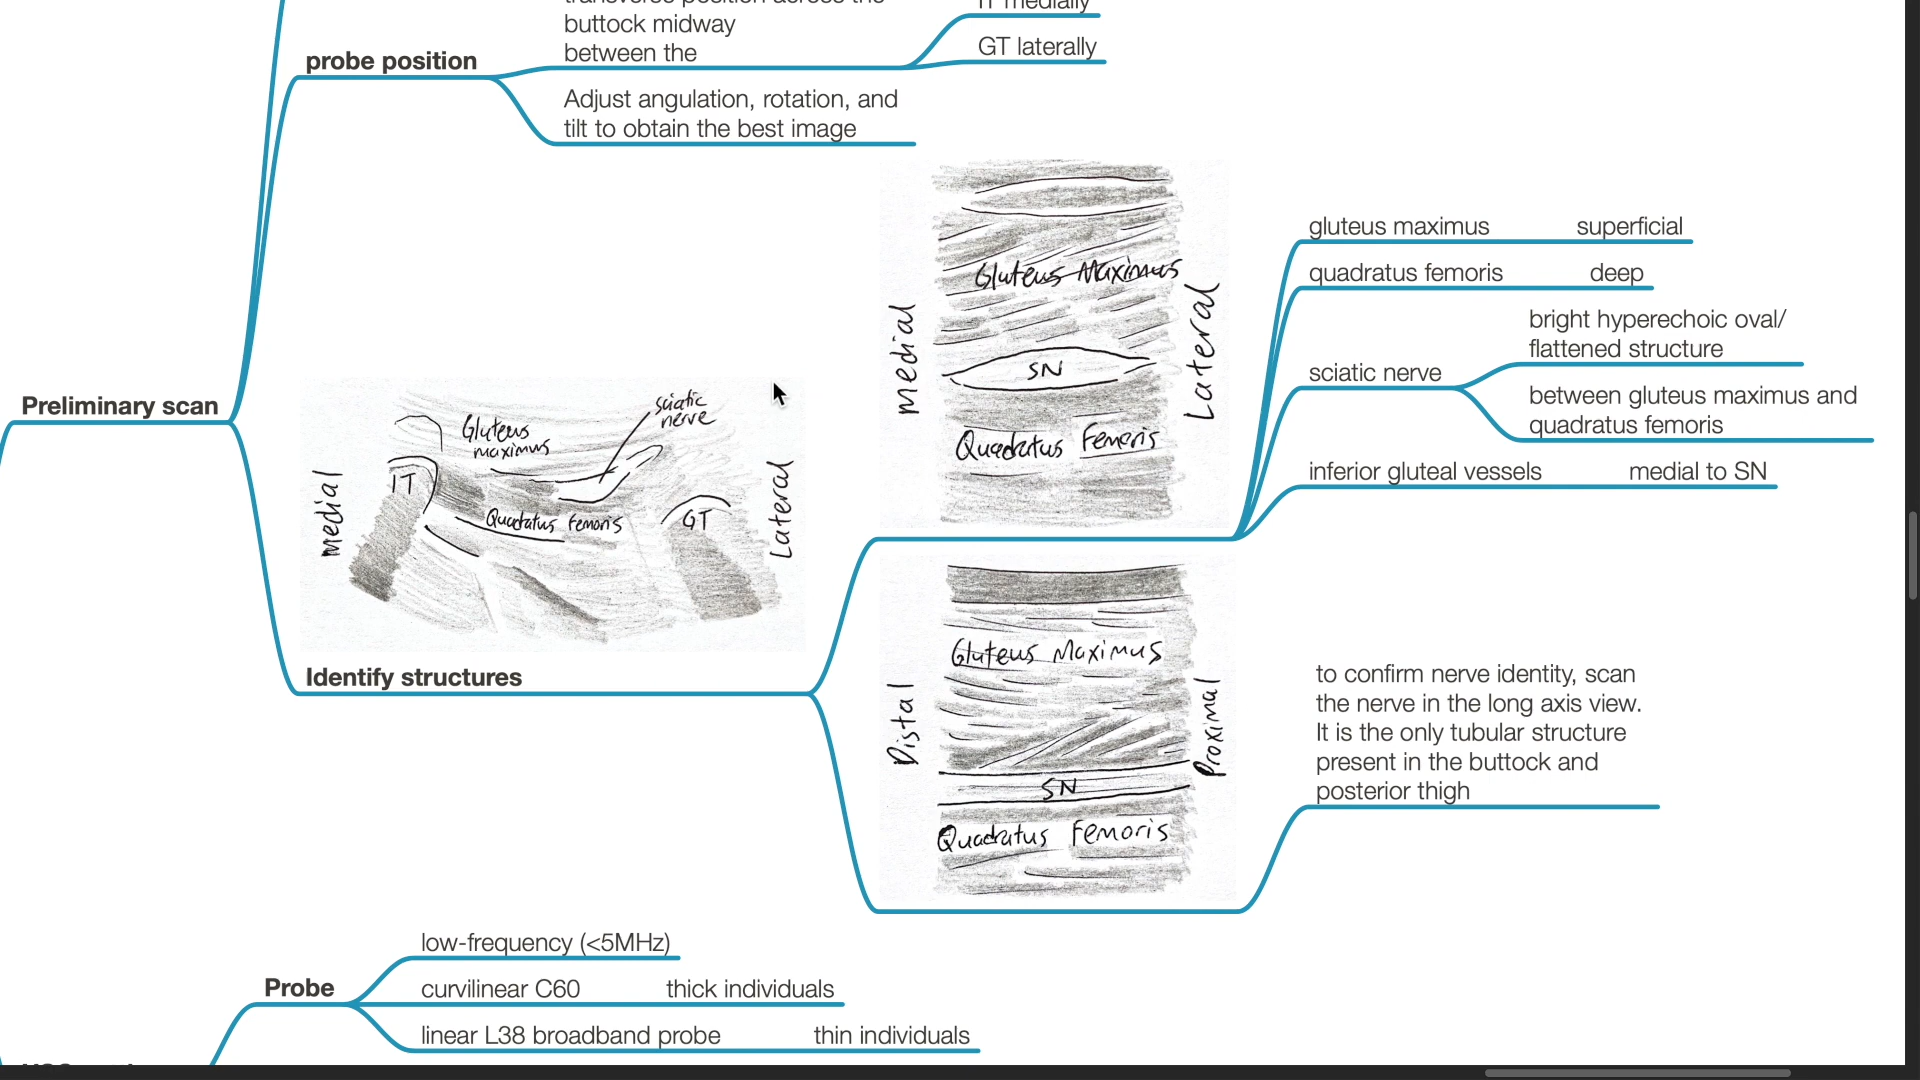 buttock midway
between the
GT laterally
probe position
Adjust angulation, rotation, and
tilt to obtain the best image
Preliminary scan
Identify structures
medial
IT
Gluteus
maximus
sciatic
nerve
Quadratus Femoris
GT
Lateral
medial
Gluteus Maximus
SN
Quadratus Femoris
Lateral
gluteus maximus superficial
quadratus femoris deep
sciatic nerve
bright hyperechoic oval/
flattened structure
between gluteus maximus and
quadratus femoris
inferior gluteal vessels medial to SN
Distal
Gluteus Maximus
SN
Quadratus Femoris
Proximal
to confirm nerve identity, scan
the nerve in the long axis view.
It is the only tubular structure
present in the buttock and
posterior thigh
Probe
low-frequency (<5MHz)
curvilinear C60 thick individuals
linear L38 broadband probe thin individuals